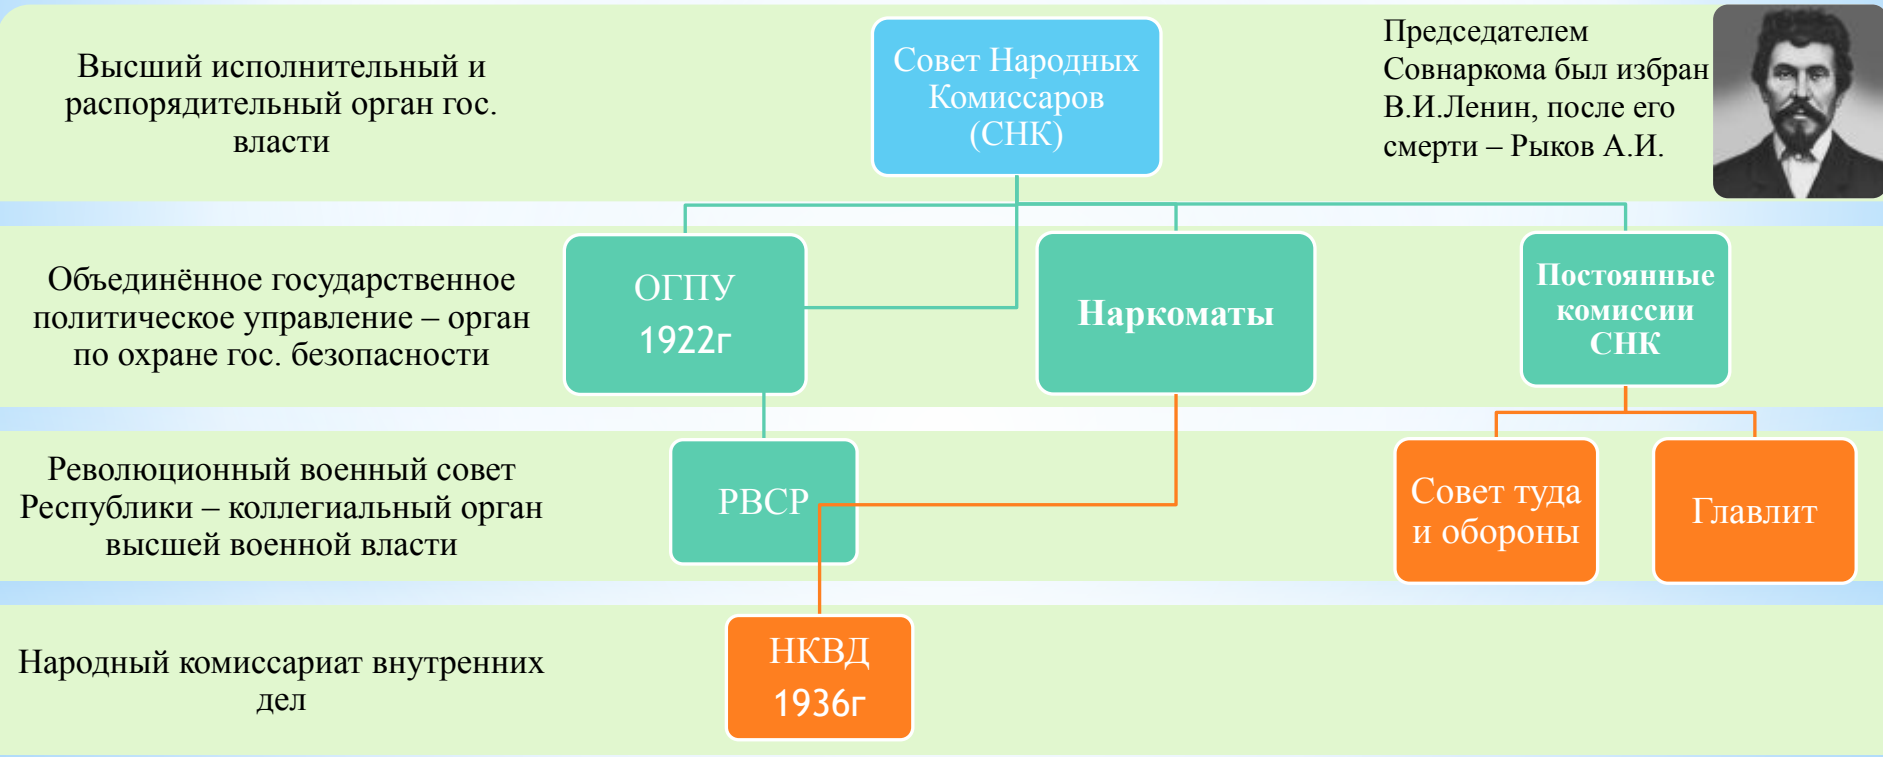 Высший исполнительный и
распорядительный орган гос.
власти
Совет Народных
Комиссаров
(СНК)
Председателем
Совнаркома был избран
В.И.Ленин, после его
смерти – Рыков А.И.
Объединённое государственное
политическое управление – орган
по охране гос. безопасности
ОГПУ
1922г
Наркоматы
Постоянные
комиссии
СНК
Революционный военный совет
Республики – коллегиальный орган
высшей военной власти
РВСР
Совет туда
и обороны
Главлит
Народный комиссариат внутренних
дел
НКВД
1936г